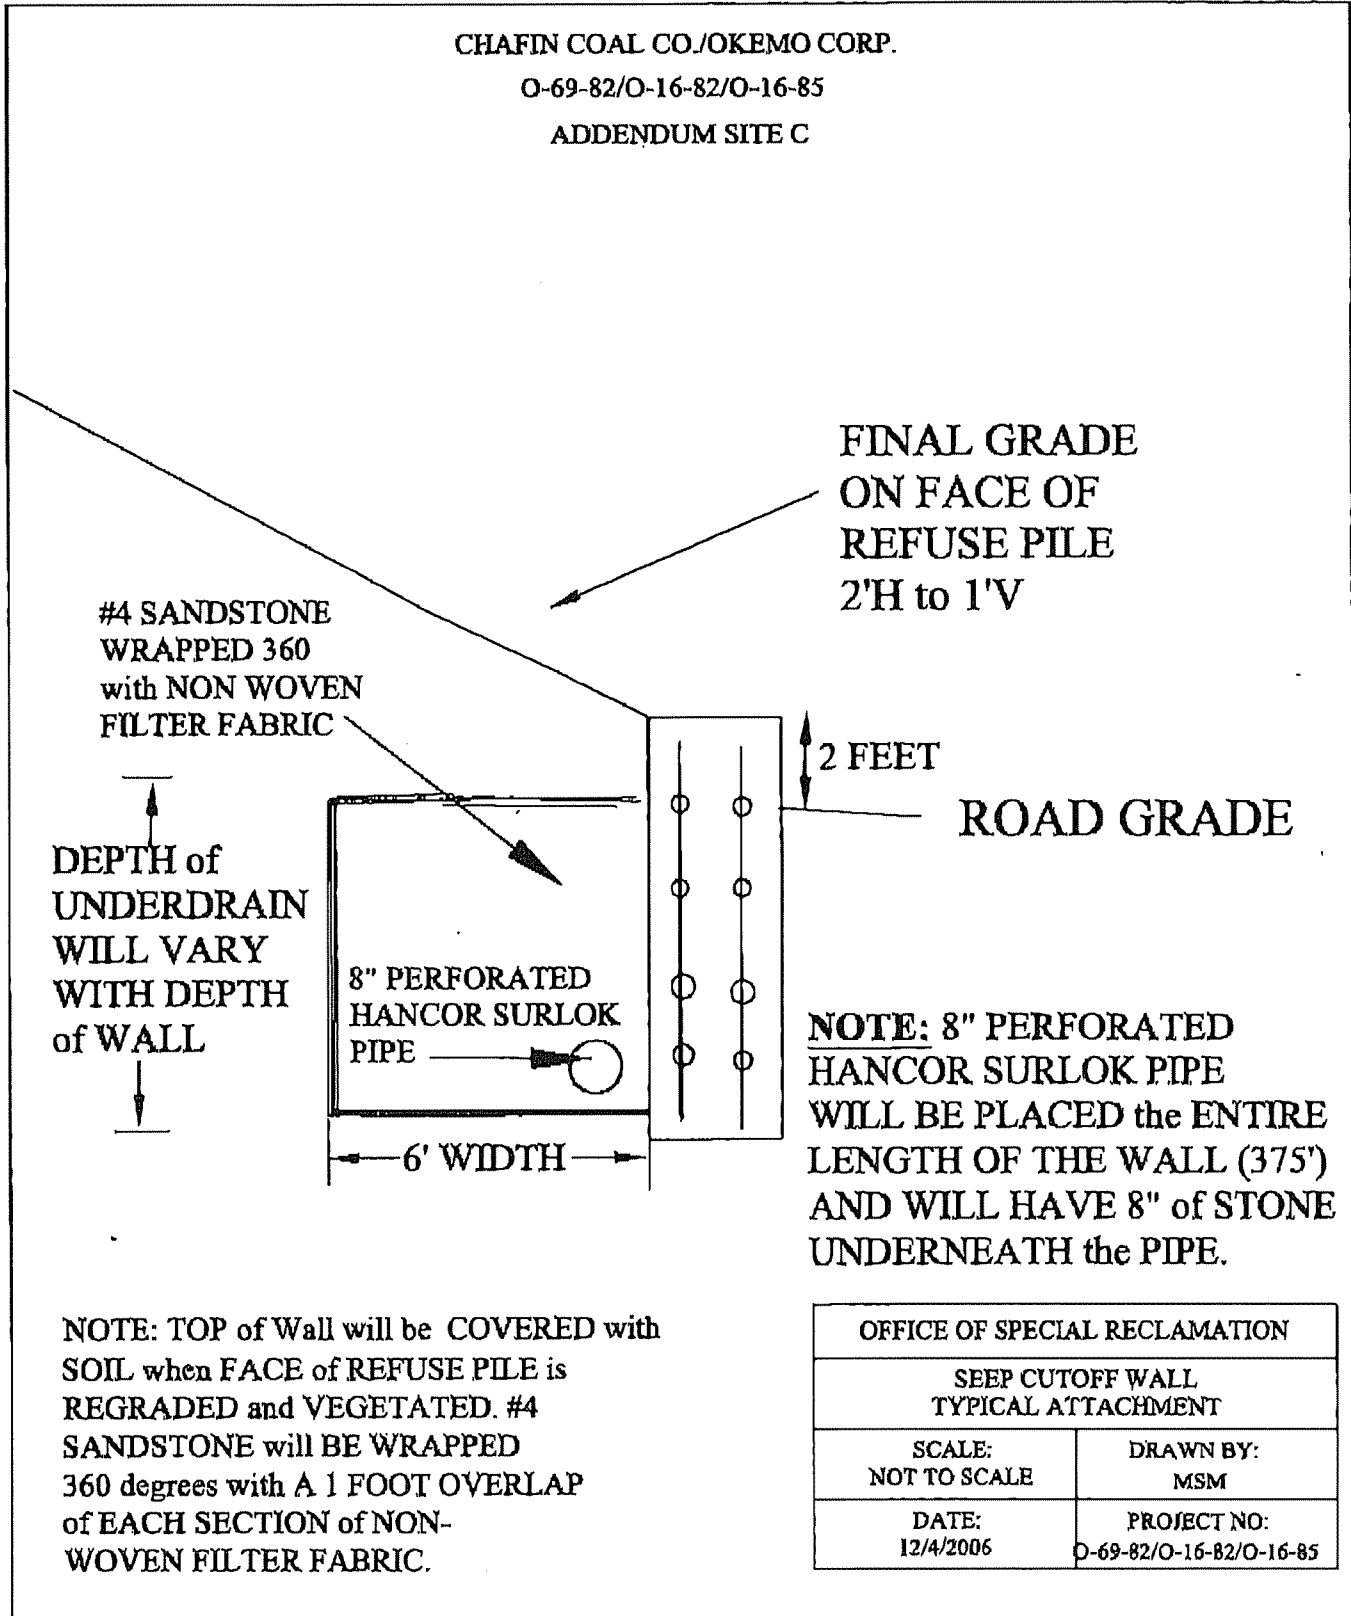 CHAFIN COAL CO./OKEMO CORP.
O-69-82/O-16-82/O-16-85
ADDENDUM SITE C
FINAL GRADE
ON FACE OF
REFUSE PILE
2'H to 1'V
#4 SANDSTONE
WRAPPED 360
with NON WOVEN
FILTER FABRIC
2 FEET
ROAD GRADE
DEPTH of
UNDERDRAIN
WILL VARY
WITH DEPTH
of WALL
8" PERFORATED
HANCOR SURLOK
PIPE
6' WIDTH
NOTE: 8" PERFORATED
HANCOR SURLOK PIPE
WILL BE PLACED the ENTIRE
LENGTH OF THE WALL (375')
AND WILL HAVE 8" of STONE
UNDERNEATH the PIPE.
NOTE: TOP of Wall will be COVERED with
SOIL when FACE of REFUSE PILE is
REGRADED and VEGETATED. #4
SANDSTONE will BE WRAPPED
360 degrees with A 1 FOOT OVERLAP
of EACH SECTION of NON-
WOVEN FILTER FABRIC.
OFFICE OF SPECIAL RECLAMATION
SEEP CUTOFF WALL
TYPICAL ATTACHMENT
SCALE:
NOT TO SCALE
DRAWN BY:
MSM
DATE:
12/4/2006
PROJECT NO:
O-69-82/O-16-82/O-16-85